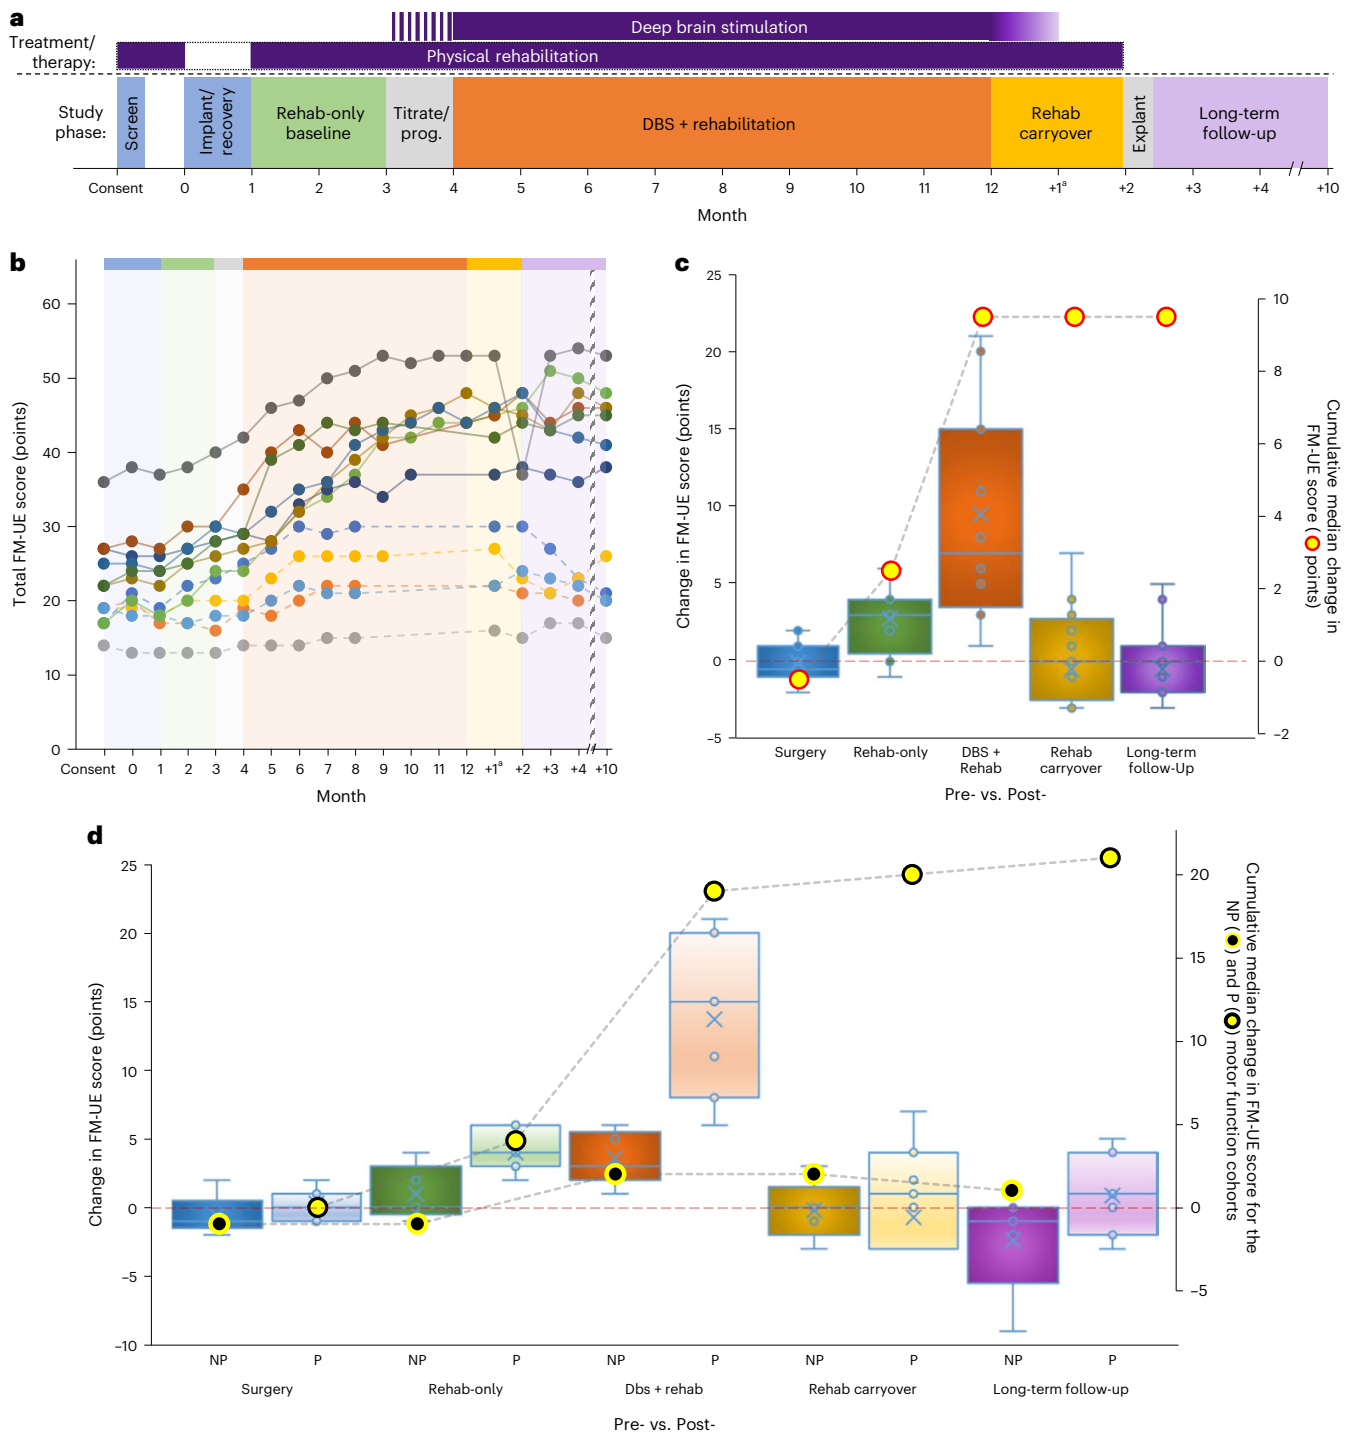 a
Treatment/
therapy:
Deep brain stimulation
Physical rehabilitation
Study
phase:
Screen
Implant/
recovery
Rehab-only
baseline
Titrate/
prog.
DBS + rehabilitation
Rehab
carryover
Explant
Long-term
follow-up
Consent 0 1 2 3 4 5 6 7 8 9 10 11 12 +1a +2 +3 +4 +10
Month
b
Total FM-UE score (points)
60
50
40
30
20
10
0
Consent 0 1 2 3 4 5 6 7 8 9 10 11 12 +1a +2 +3 +4 +10
Month
c
Change in FM-UE score (points)
25
20
15
10
5
0
–5
10
8
6
4
2
0
–2
Cumulative median change in
FM-UE score ( points)
Surgery
Rehab-only
DBS +
Rehab
Rehab
carryover
Long-term
follow-Up
Pre- vs. Post-
d
Change in FM-UE score (points)
25
20
15
10
5
0
–5
–10
20
15
10
5
0
–5
Cumulative median change in FM-UE score for the
NP ( ) and P ( ) motor function cohorts
NP P NP P NP P NP P NP P
Surgery Rehab-only Dbs + rehab Rehab carryover Long-term follow-up
Pre- vs. Post-